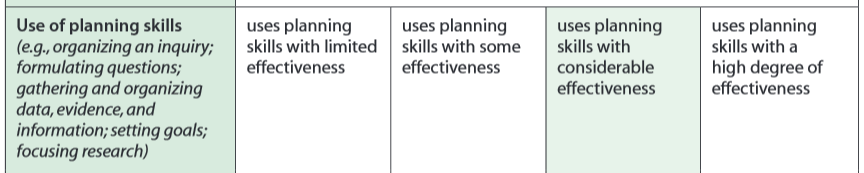 Use of planning skills
(e.g., organizing an inquiry;
formulating questions;
gathering and organizing
data, evidence, and
information; setting goals;
focusing research)
uses planning
skills with limited
effectiveness
uses planning
skills with some
effectiveness
uses planning
skills with
considerable
effectiveness
uses planning
skills with a
high degree of
effectiveness